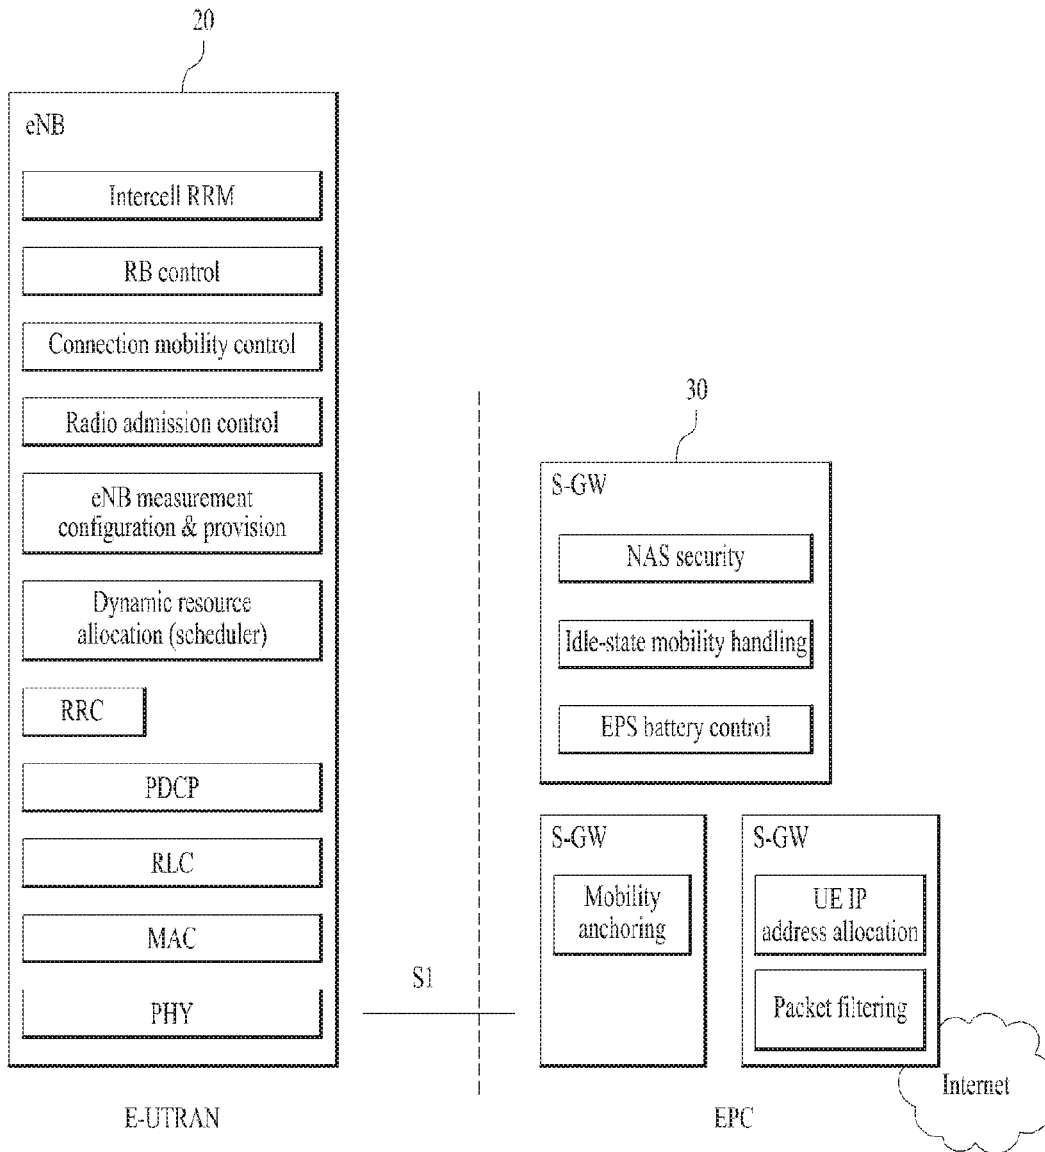 20
eNB
Intercell RRM
RB control
Connection mobility control
Radio admission control
eNB measurement
configuration & provision
Dynamic resource
allocation (scheduler)
RRC
PDCP
RLC
MAC
PHY
E-UTRAN
S1
30
S-GW
NAS security
Idle-state mobility handling
EPS battery control
S-GW
Mobility
anchoring
S-GW
UE IP
address allocation
Packet filtering
Internet
EPC